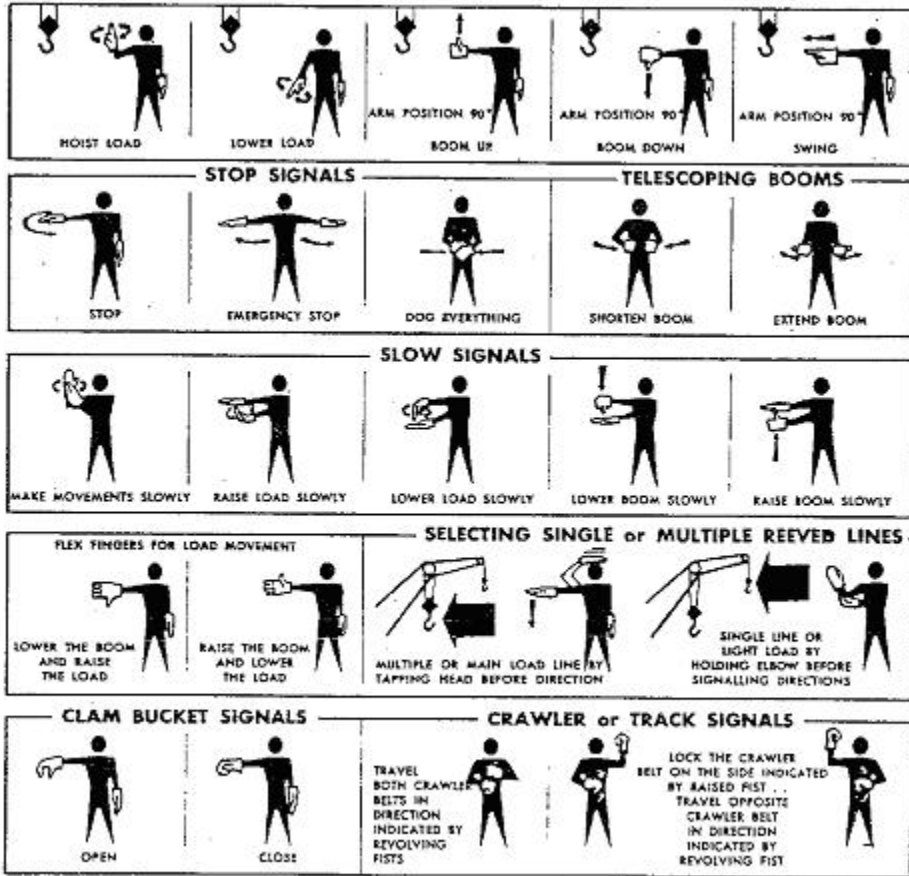 HOIST LOAD
LOWER LOAD
ARM POSITION 90°
BOOM UP
ARM POSITION 90°
BOOM DOWN
ARM POSITION 90°
SWING
STOP SIGNALS
TELESCOPING BOOMS
STOP
EMERGENCY STOP
DOG EVERYTHING
SHORTEN BOOM
EXTEND BOOM
SLOW SIGNALS
MAKE MOVEMENTS SLOWLY
RAISE LOAD SLOWLY
LOWER LOAD SLOWLY
LOWER BOOM SLOWLY
RAISE BOOM SLOWLY
FLEX FINGERS FOR LOAD MOVEMENT
LOWER THE BOOM
AND RAISE
THE LOAD
RAISE THE BOOM
AND LOWER
THE LOAD
SELECTING SINGLE or MULTIPLE REEVED LINES
MULTIPLE OR MAIN LOAD LINE BY
TAPPING HEAD BEFORE DIRECTION
SINGLE LINE OR
LIGHT LOAD BY
HOLDING ELBOW BEFORE
SIGNALLING DIRECTIONS
CLAM BUCKET SIGNALS
OPEN
CLOSE
CRAWLER or TRACK SIGNALS
TRAVEL
BOTH CRAWLER
BELTS IN
DIRECTION
INDICATED BY
REVOLVING
FISTS
LOCK THE CRAWLER
BELT ON THE SIDE INDICATED
BY RAISED FIST . .
TRAVEL OPPOSITE
CRAWLER BELT
IN DIRECTION
INDICATED BY
REVOLVING FIST